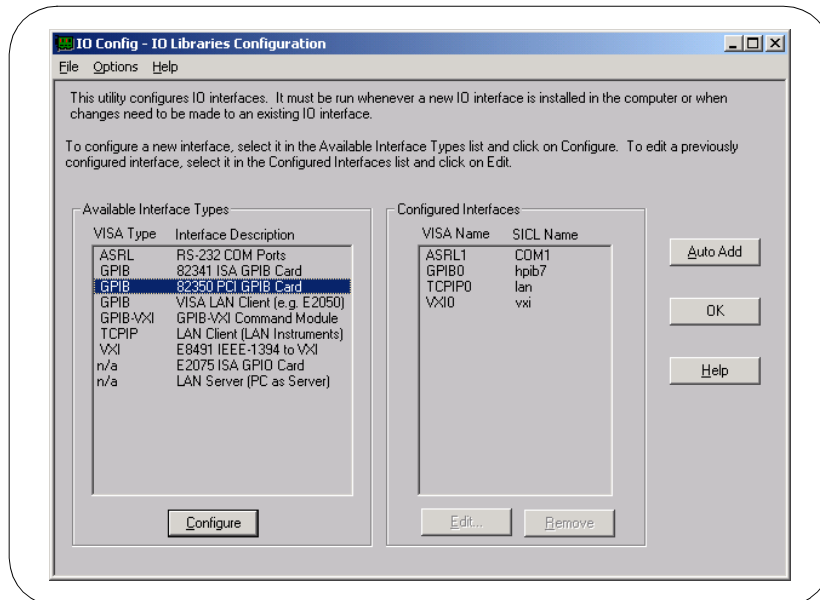 IO Config - IO Libraries Configuration
File Options Help
This utility configures IO interfaces. It must be run whenever a new IO interface is installed in the computer or when
changes need to be made to an existing IO interface.
To configure a new interface, select it in the Available Interface Types list and click on Configure. To edit a previously
configured interface, select it in the Configured Interfaces list and click on Edit.
Available Interface Types
VISA Type Interface Description
ASRL RS-232 COM Ports
GPIB 82341 ISA GPIB Card
GPIB 82350 PCI GPIB Card
GPIB VISA LAN Client (e.g. E2050)
GPIB-VXI GPIB-VXI Command Module
TCPIP LAN Client (LAN Instruments)
VXI E8491 IEEE-1394 to VXI
n/a E2075 ISA GPIO Card
n/a LAN Server (PC as Server)
Configure
Configured Interfaces
VISA Name SICL Name
ASRL1 COM1
GPIB0 hpib7
TCPIP0 lan
VXI0 vxi
Edit... Remove
Auto Add
OK
Help